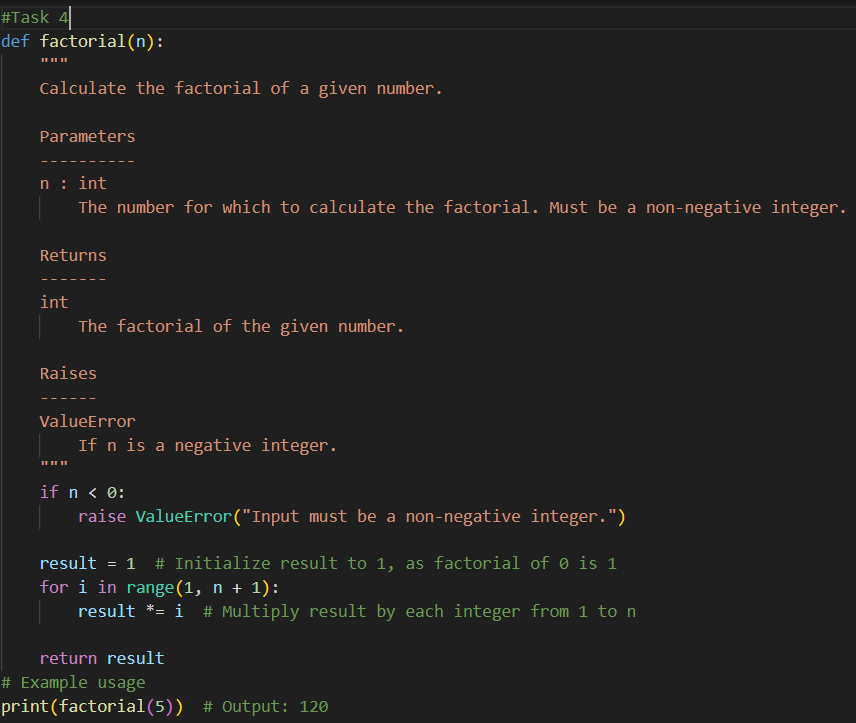 #Task 4
def factorial(n):
    """
    Calculate the factorial of a given number.

    Parameters
    ----------
    n : int
        The number for which to calculate the factorial. Must be a non-negative integer.

    Returns
    -------
    int
        The factorial of the given number.

    Raises
    ------
    ValueError
        If n is a negative integer.
    """
    if n < 0:
        raise ValueError("Input must be a non-negative integer.")

    result = 1  # Initialize result to 1, as factorial of 0 is 1
    for i in range(1, n + 1):
        result *= i  # Multiply result by each integer from 1 to n

    return result
# Example usage
print(factorial(5))  # Output: 120